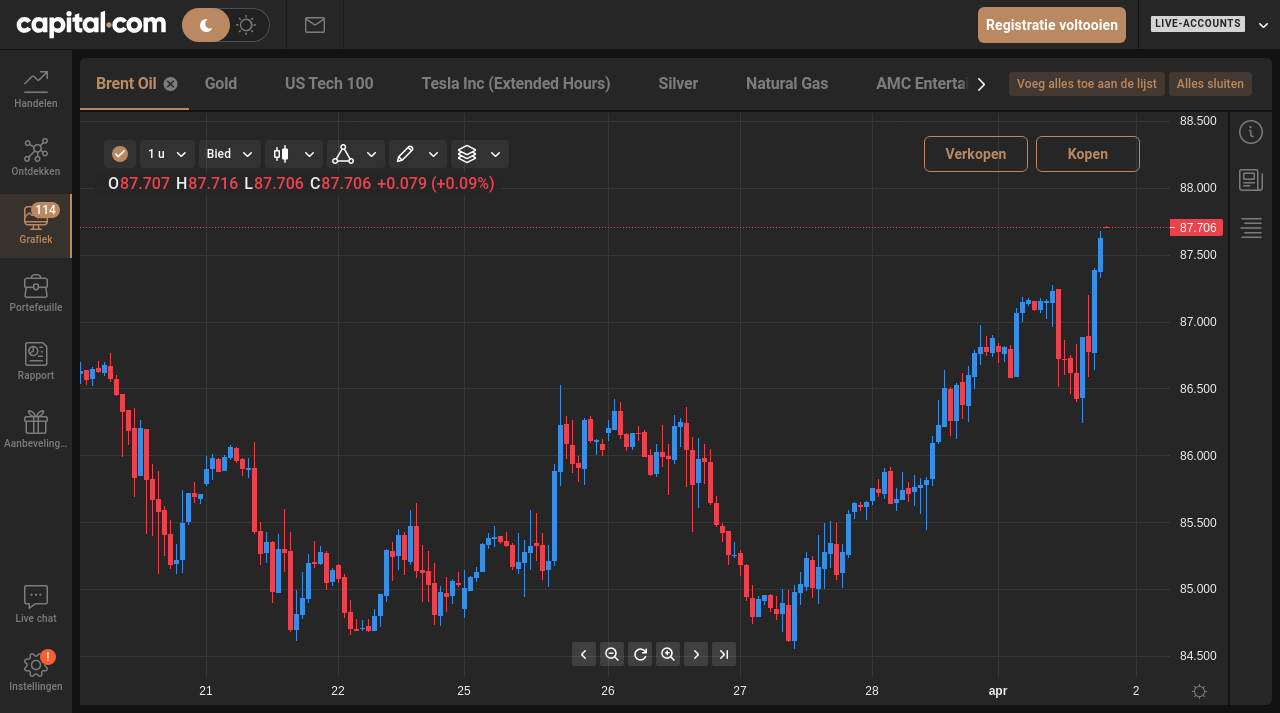 capital.com
Registratie voltooien
LIVE-ACCOUNTS
Handelen
Ontdekken
114
Grafiek
Portefeuille
Rapport
Aanbeveling...
Live chat
!
Instellingen
Brent Oil
Gold
US Tech 100
Tesla Inc (Extended Hours)
Silver
Natural Gas
AMC Enterta
Voeg alles toe aan de lijst
Alles sluiten
1 u
Bied
Verkopen
Kopen
O87.707 H87.716 L87.706 C87.706 +0.079 (+0.09%)
88.500
88.000
87.706
87.500
87.000
86.500
86.000
85.500
85.000
84.500
21
22
25
26
27
28
apr
2